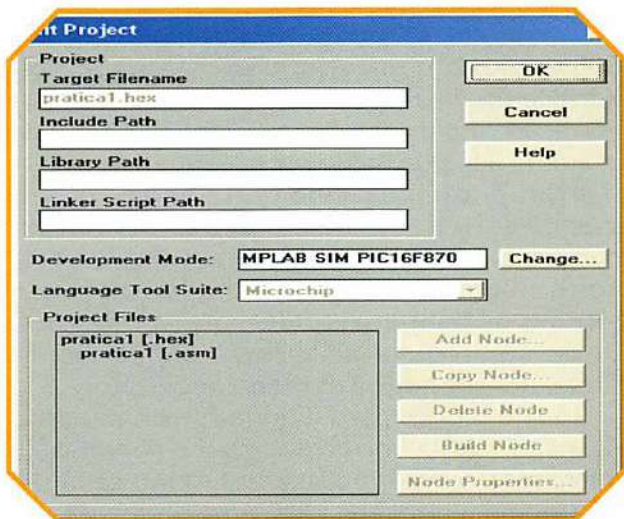 nt Project
Project
Target Filename
pratica1.hex
Include Path
Library Path
Linker Script Path
OK
Cancel
Help
Development Mode: MPLAB SIM PIC16F870 Change...
Language Tool Suite: Microchip
Project Files
pratica1 [.hex]
pratica1 [.asm]
Add Node...
Copy Node...
Delete Node
Build Node
Node Properties...